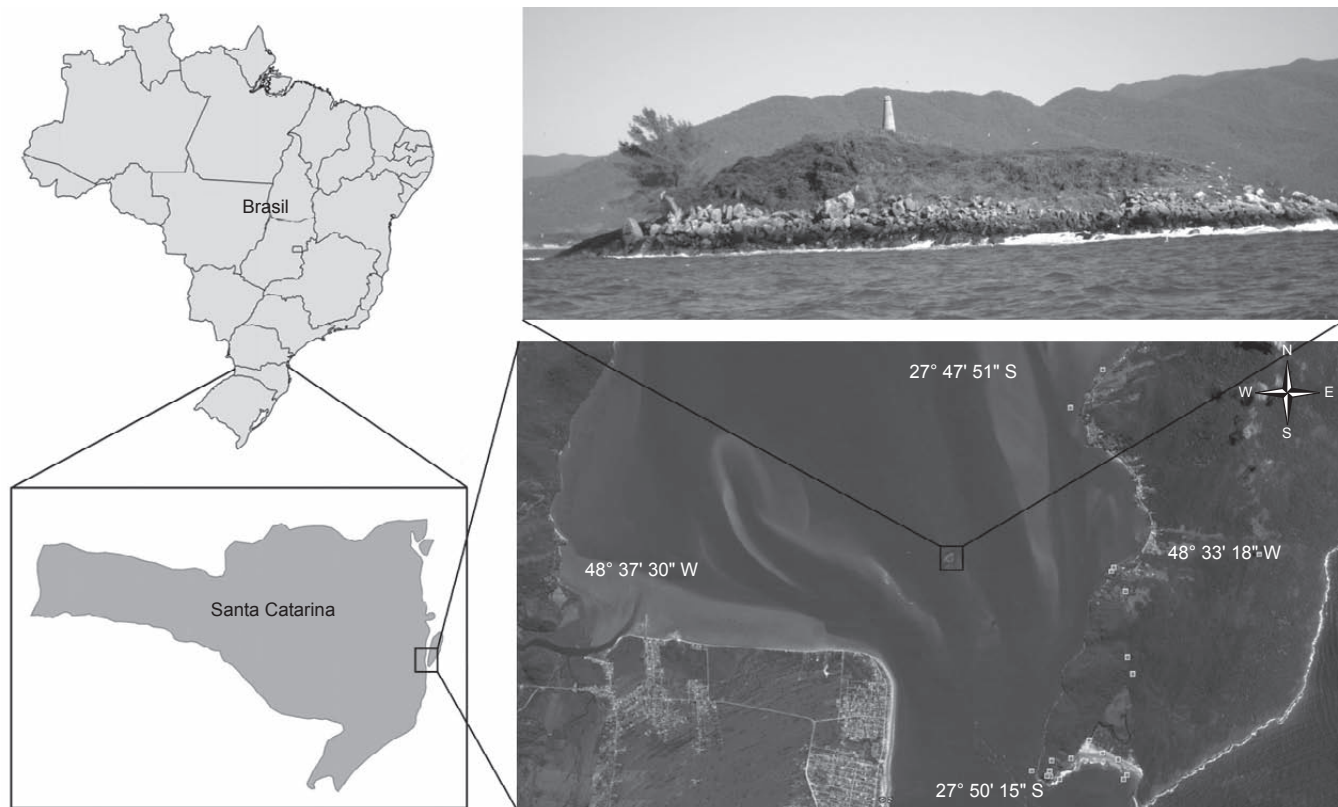 Brasil
27° 47' 51" S
N
W
E
S
48° 37' 30" W
48° 33' 18" W
Santa Catarina
27° 50' 15" S